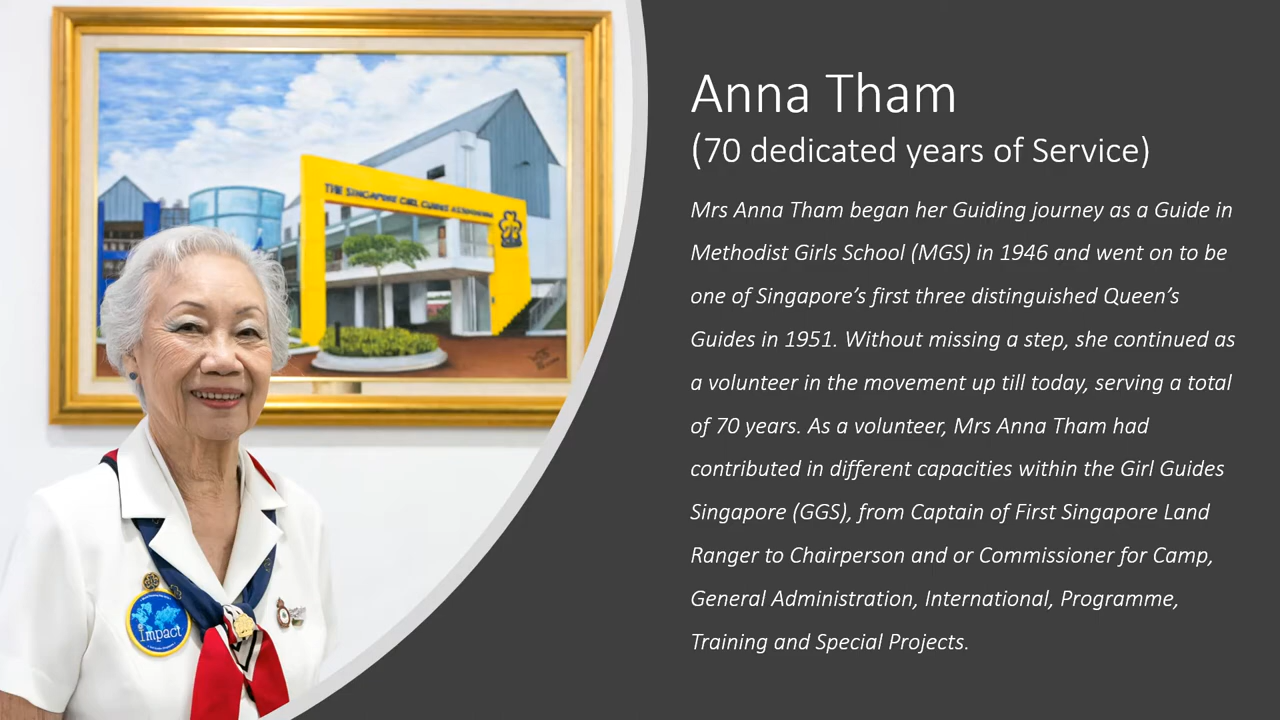 THE SINGAPORE GIRL GUIDES ASSOCIATION
Impact
Anna Tham
(70 dedicated years of Service)
Mrs Anna Tham began her Guiding journey as a Guide in
Methodist Girls School (MGS) in 1946 and went on to be
one of Singapore’s first three distinguished Queen’s
Guides in 1951. Without missing a step, she continued as
a volunteer in the movement up till today, serving a total
of 70 years. As a volunteer, Mrs Anna Tham had
contributed in different capacities within the Girl Guides
Singapore (GGS), from Captain of First Singapore Land
Ranger to Chairperson and or Commissioner for Camp,
General Administration, International, Programme,
Training and Special Projects.